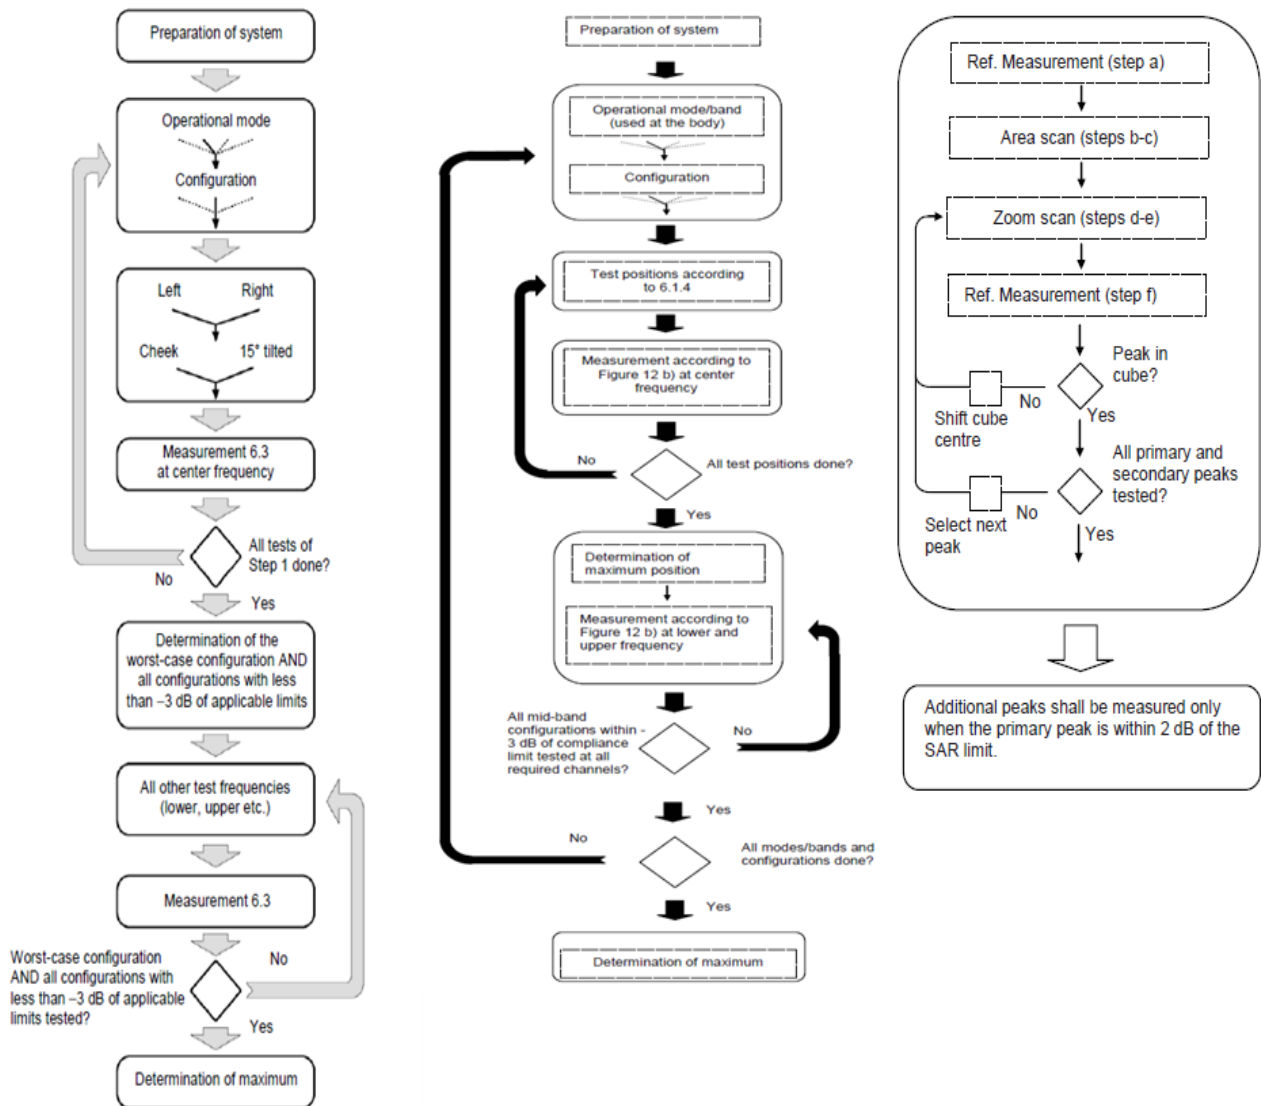 Preparation of system
Operational mode
Configuration
Left
Right
Cheek
15° tilted
Measurement 6.3
at center frequency
All tests of
Step 1 done?
No
Yes
Determination of the
worst-case configuration AND
all configurations with less
than –3 dB of applicable limits
All other test frequencies
(lower, upper etc.)
Measurement 6.3
Worst-case configuration
AND all configurations with
less than –3 dB of applicable
limits tested?
No
Yes
Determination of maximum
Preparation of system
Operational mode/band
(used at the body)
Configuration
Test positions according
to 6.1.4
Measurement according to
Figure 12 b) at center
frequency
No
All test positions done?
Yes
Determination of
maximum position
Measurement according to
Figure 12 b) at lower and
upper frequency
All mid-band
configurations within -
3 dB of compliance
limit tested at all
required channels?
No
Yes
No
All modes/bands and
configurations done?
Yes
Determination of maximum
Ref. Measurement (step a)
Area scan (steps b-c)
Zoom scan (steps d-e)
Ref. Measurement (step f)
Peak in
cube?
No
Shift cube
centre
Yes
All primary and
secondary peaks
tested?
No
Select next
peak
Yes
Additional peaks shall be measured only
when the primary peak is within 2 dB of the
SAR limit.